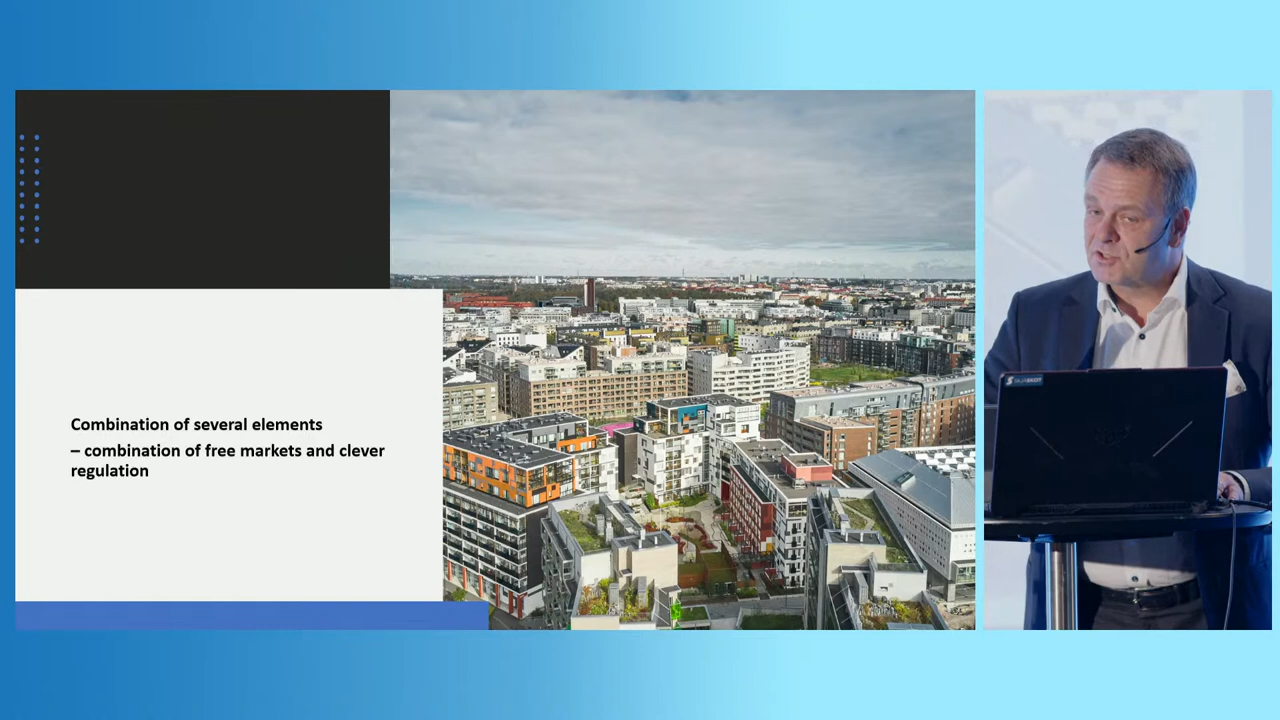 Combination of several elements
– combination of free markets and clever
regulation